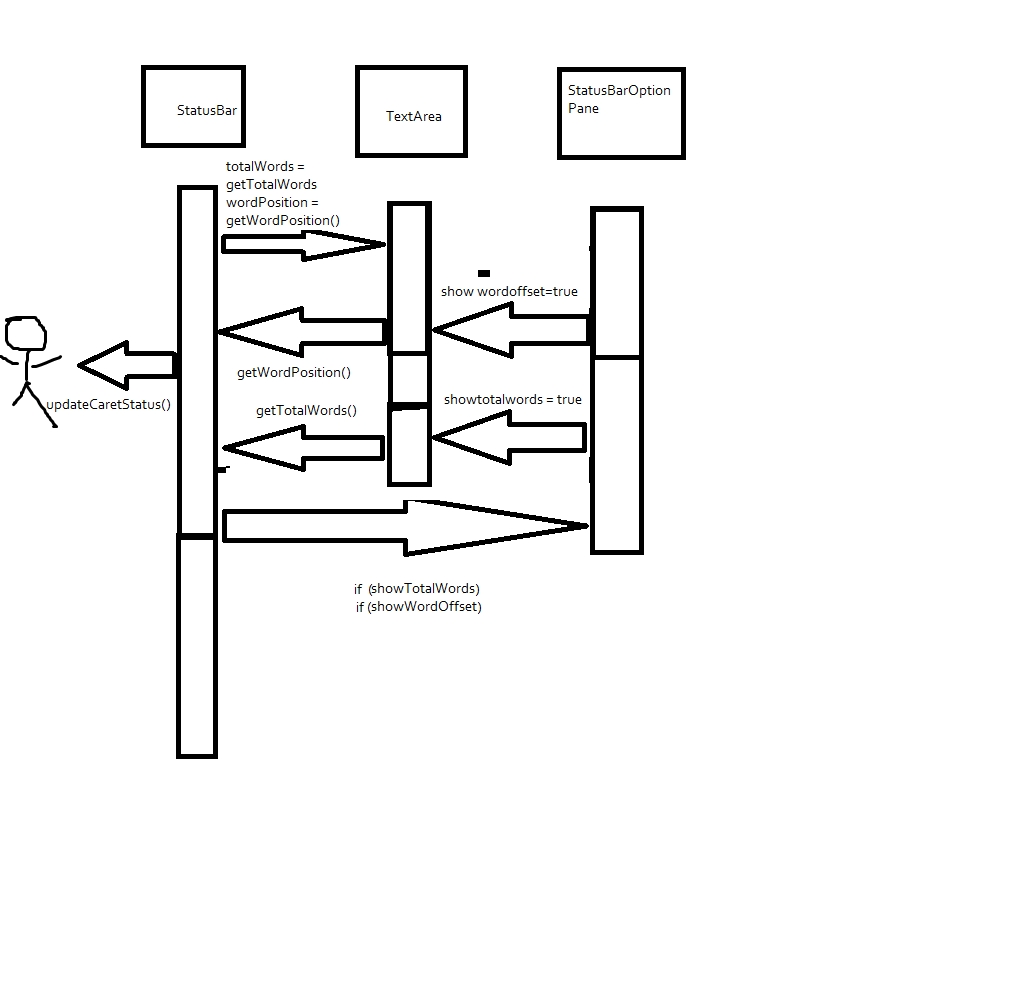 StatusBar
TextArea
StatusBarOption
Pane
totalWords =
getTotalWords
wordPosition =
getWordPosition()
show wordoffset=true
getWordPosition()
showtotalwords = true
updateCaretStatus()
getTotalWords()
if (showTotalWords)
if (showWordOffset)